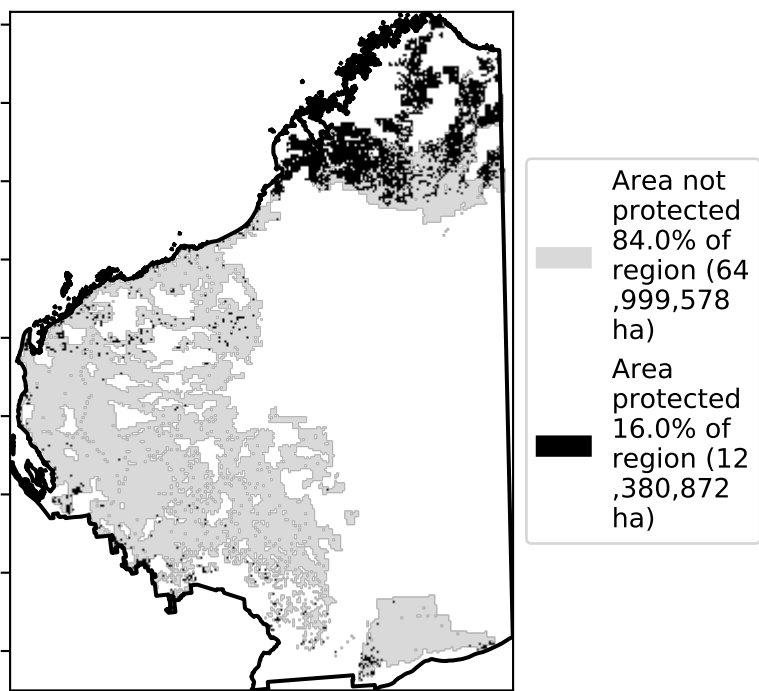 Area not
protected
84.0% of
region (64
,999,578
ha)
Area
protected
16.0% of
region (12
,380,872
ha)